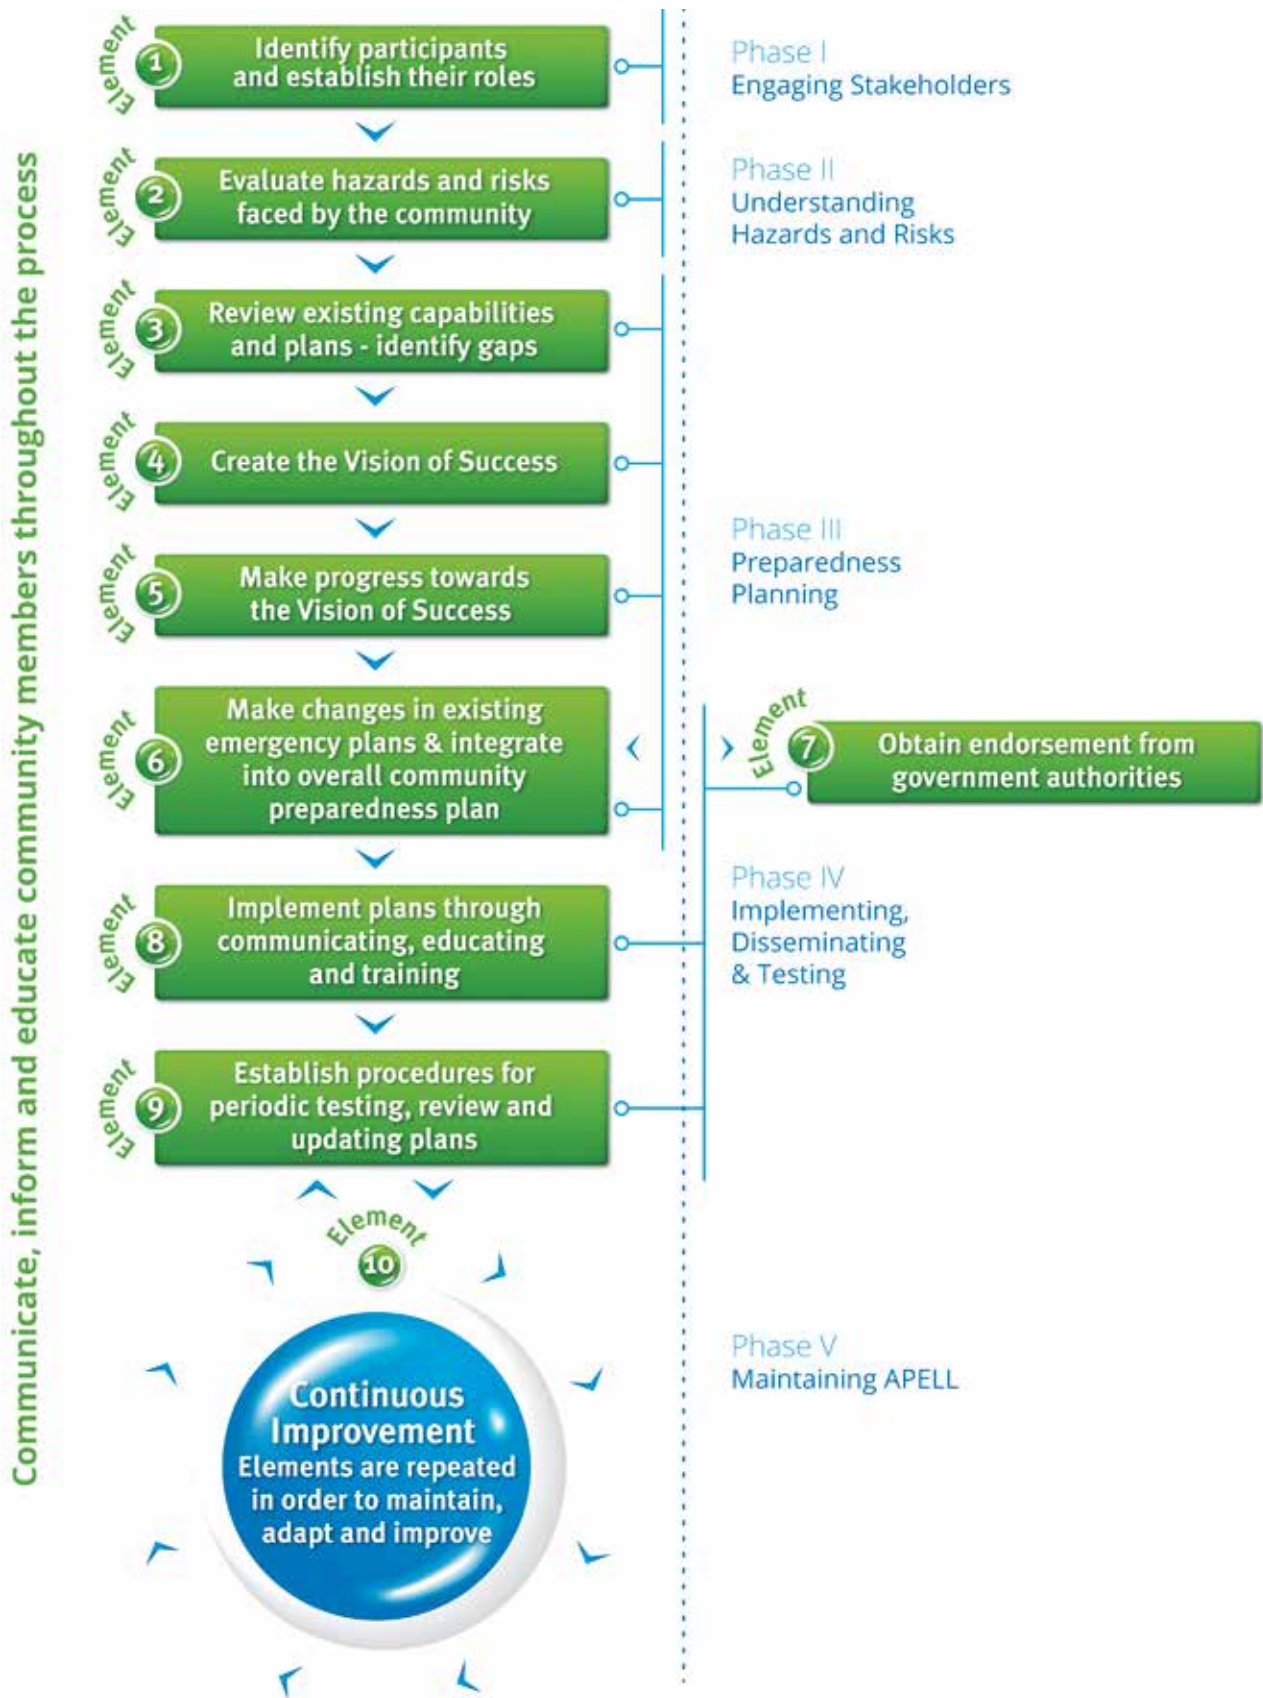 Communicate, inform and educate community members throughout the process
Element
1
Identify participants
and establish their roles
Phase I
Engaging Stakeholders
Element
2
Evaluate hazards and risks
faced by the community
Phase II
Understanding
Hazards and Risks
Element
3
Review existing capabilities
and plans - identify gaps
Element
4
Create the Vision of Success
Element
5
Make progress towards
the Vision of Success
Phase III
Preparedness
Planning
Element
6
Make changes in existing
emergency plans & integrate
into overall community
preparedness plan
Element
7
Obtain endorsement from
government authorities
Element
8
Implement plans through
communicating, educating
and training
Phase IV
Implementing,
Disseminating
& Testing
Element
9
Establish procedures for
periodic testing, review and
updating plans
Element
10
Continuous
Improvement
Elements are repeated
in order to maintain,
adapt and improve
Phase V
Maintaining APELL